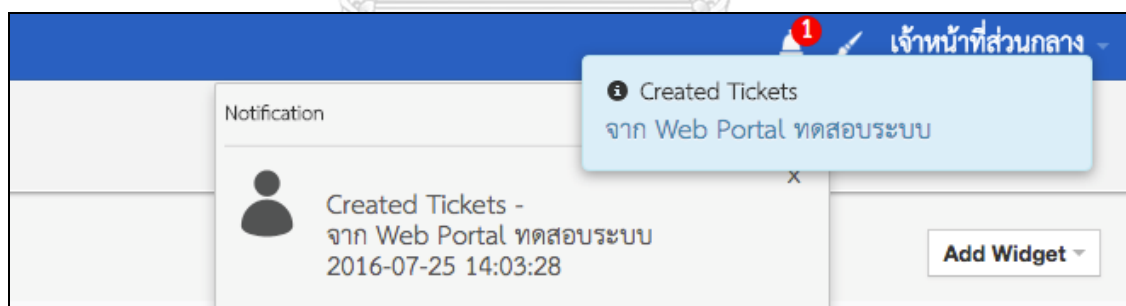 1
เจ้าหน้าที่ส่วนกลาง
Created Tickets
จาก Web Portal ทดสอบระบบ
Notification
x
Created Tickets -
จาก Web Portal ทดสอบระบบ
2016-07-25 14:03:28
Add Widget